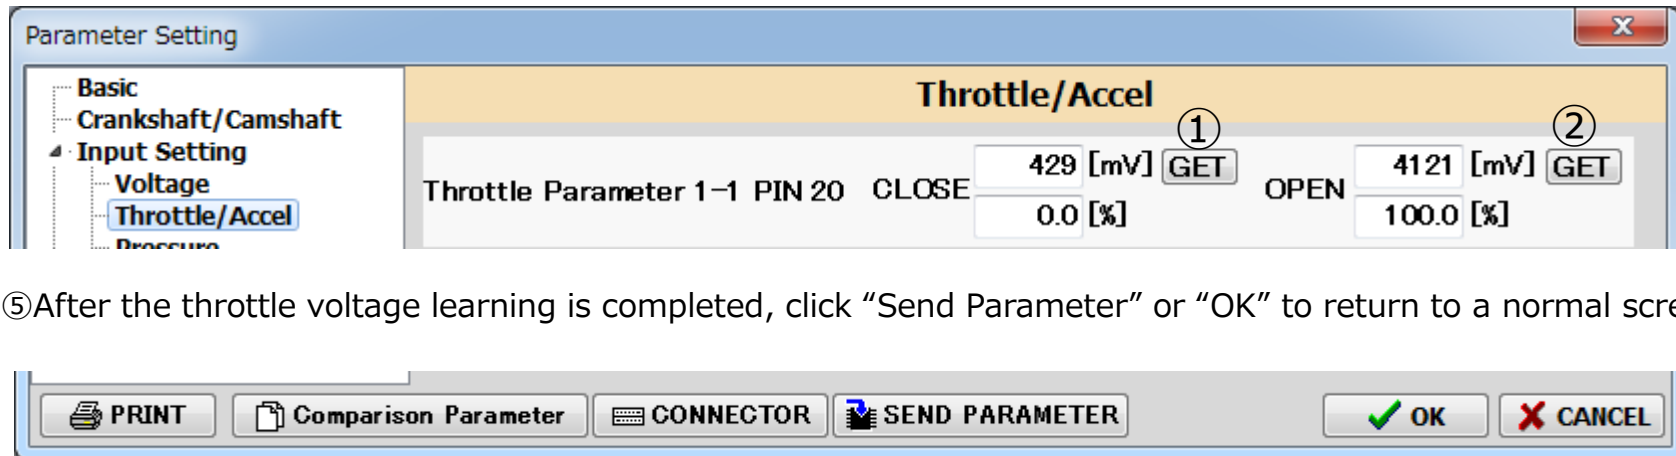 Parameter Setting
x
Basic
Crankshaft/Camshaft
Input Setting
Voltage
Throttle/Accel
Pressure
Throttle/Accel
① ②
Throttle Parameter 1-1 PIN 20 CLOSE 429 [mV] GET OPEN 4121 [mV] GET
0.0 [%] 100.0 [%]
⑤After the throttle voltage learning is completed, click “Send Parameter” or “OK” to return to a normal scre
PRINT Comparison Parameter CONNECTOR SEND PARAMETER OK CANCEL